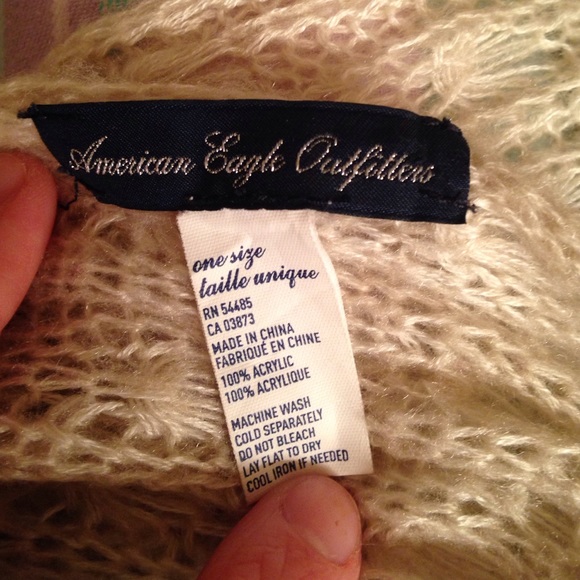 American Eagle Outfitters
one size
taille unique
RN 54485
CA 03873
MADE IN CHINA
FABRIQUÉ EN CHINE
100% ACRYLIC
100% ACRYLIQUE
MACHINE WASH
COLD SEPARATELY
DO NOT BLEACH
LAY FLAT TO DRY
COOL IRON IF NEEDED